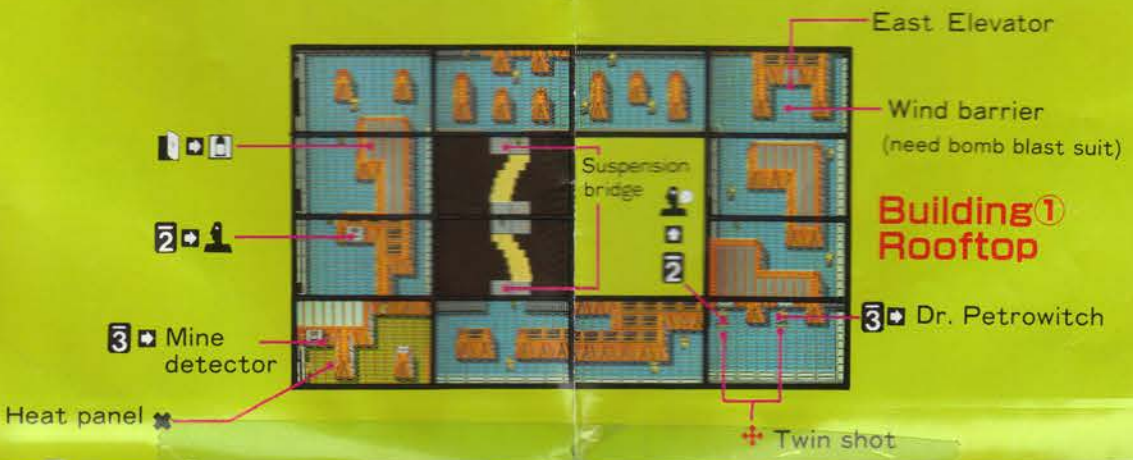 East Elevator
Wind barrier
(need bomb blast suit)
Suspension
bridge
Building①
Rooftop
2
2
3 Dr. Petrowitch
3 Mine
detector
Heat panel
Twin shot